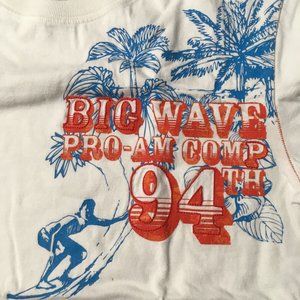 BIG WAVE
PRO-AM COMP
94TH